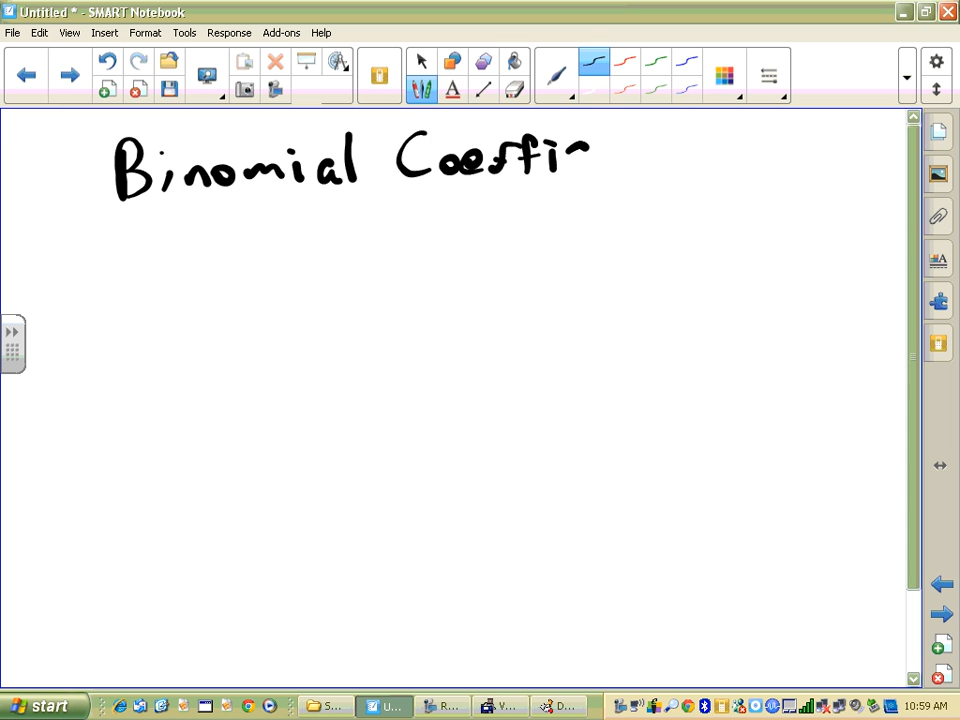 Untitled * - SMART Notebook
File Edit View Insert Format Tools Response Add-ons Help
Binomial Coeffi
start S... U... R... Y... D... 10:59 AM